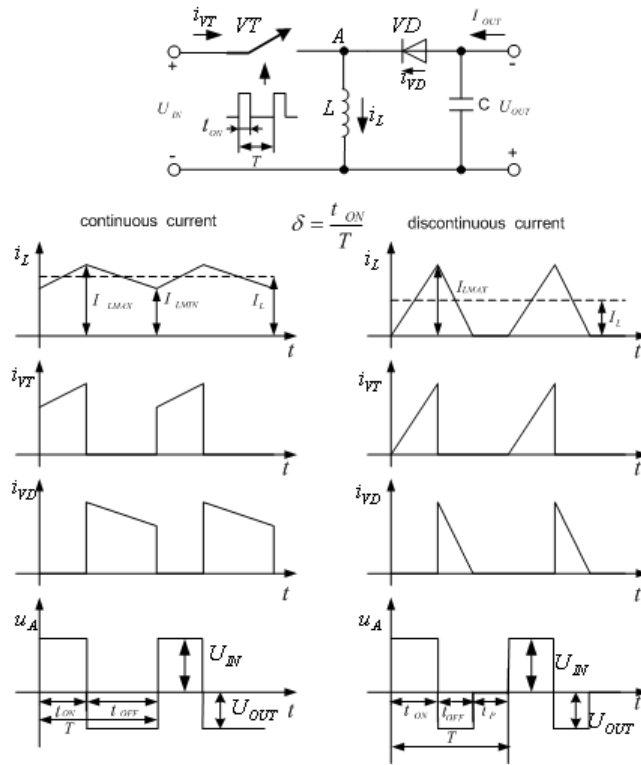 i_VT VT A VD I_OUT
+ -
i_VD
U_IN L i_L C U_OUT
t_ON
T
- +
continuous current δ = t_ON / T discontinuous current
i_L i_L
I_LMAX I_LMIN I_L I_LMAX I_L
t t
i_VT i_VT
t t
i_VD i_VD
t t
u_A u_A
U_IN U_IN
t_ON t_OFF U_OUT t t_ON t_OFF t_P U_OUT t
T T